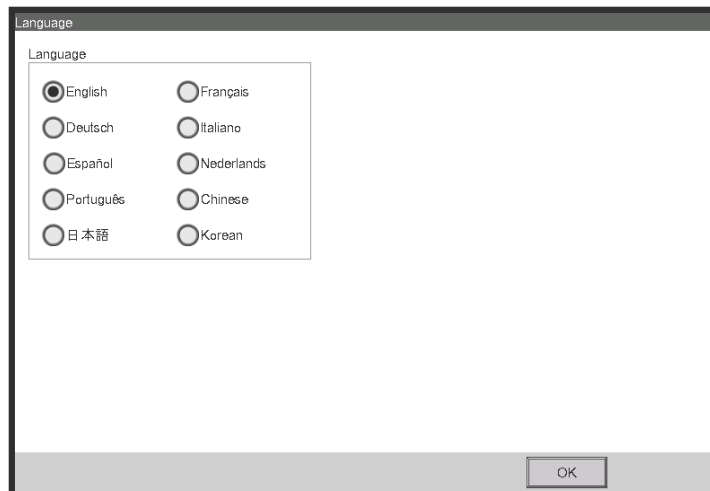 Language
Language
English Français
Deutsch Italiano
Español Nederlands
Português Chinese
日本語 Korean
OK